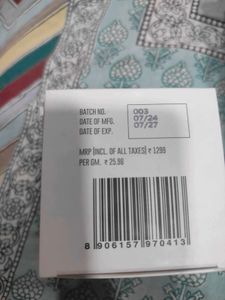 BATCH NO. 003
DATE OF MFG. 07/24
DATE OF EXP. 07/27
MRP (INCL. OF ALL TAXES) ₹ 1299
PER GM. ₹ 25.98
8 906157 970413